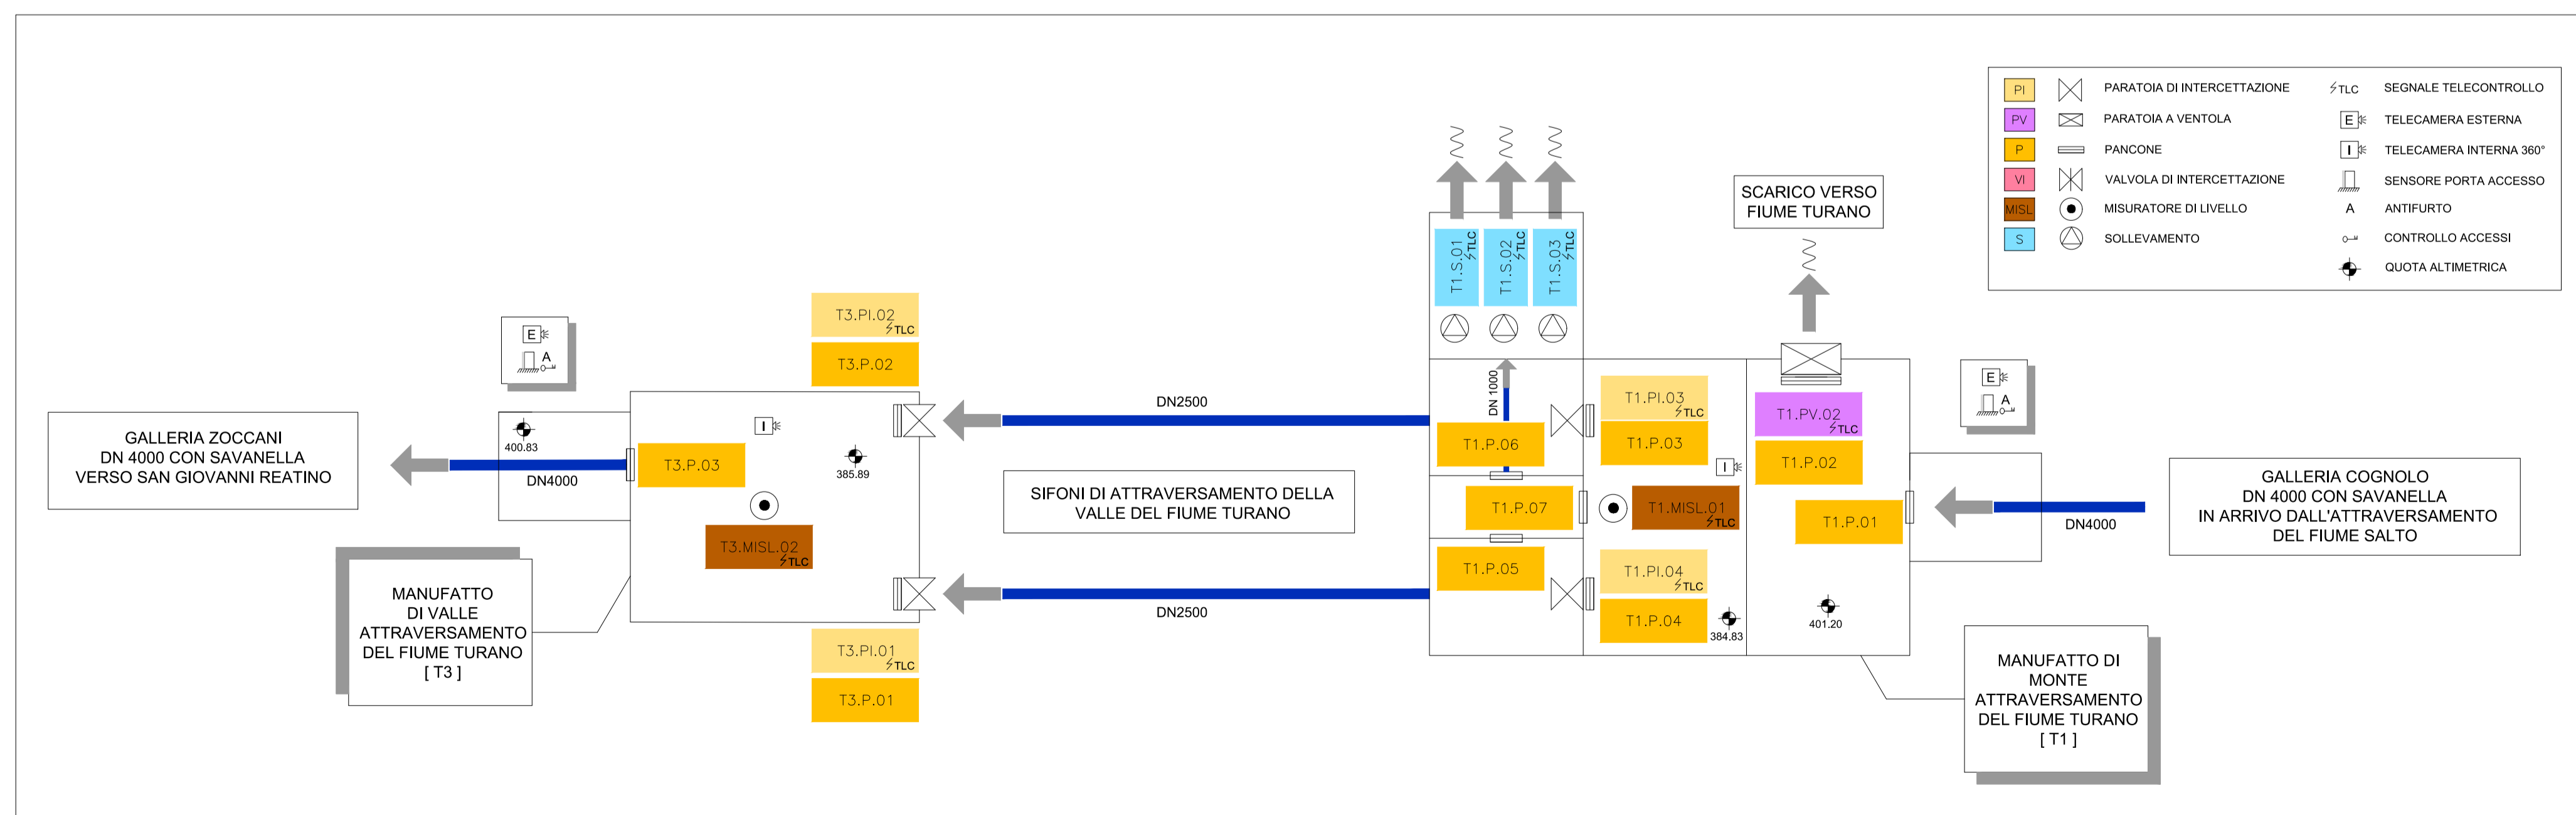 PI
PARATOIA DI INTERCETTAZIONE
PV
PARATOIA A VENTOLA
P
PANCONE
VI
VALVOLA DI INTERCETTAZIONE
MISL
MISURATORE DI LIVELLO
S
SOLLEVAMENTO
TLC
SEGNALE TELECONTROLLO
E
TELECAMERA ESTERNA
I
TELECAMERA INTERNA 360°
SENSORE PORTA ACCESSO
A
ANTIFURTO
CONTROLLO ACCESSI
QUOTA ALTIMETRICA
SCARICO VERSO
FIUME TURANO
T1.S.01
TLC
T1.S.02
TLC
T1.S.03
TLC
T3.PI.02
TLC
T3.P.02
E
A
GALLERIA ZOCCANI
DN 4000 CON SAVANELLA
VERSO SAN GIOVANNI REATINO
400.83
DN4000
T3.P.03
I
385.89
T3.MISL.02
TLC
T3.PI.01
TLC
T3.P.01
MANUFATTO
DI VALLE
ATTRAVERSAMENTO
DEL FIUME TURANO
[ T3 ]
DN2500
SIFONI DI ATTRAVERSAMENTO DELLA
VALLE DEL FIUME TURANO
DN2500
DN 1000
T1.P.06
T1.P.07
T1.P.05
T1.PI.03
TLC
T1.P.03
I
T1.MISL.01
TLC
T1.PI.04
TLC
T1.P.04
384.83
T1.PV.02
TLC
T1.P.02
T1.P.01
401.20
E
A
DN4000
GALLERIA COGNOLO
DN 4000 CON SAVANELLA
IN ARRIVO DALL'ATTRAVERSAMENTO
DEL FIUME SALTO
MANUFATTO DI
MONTE
ATTRAVERSAMENTO
DEL FIUME TURANO
[ T1 ]